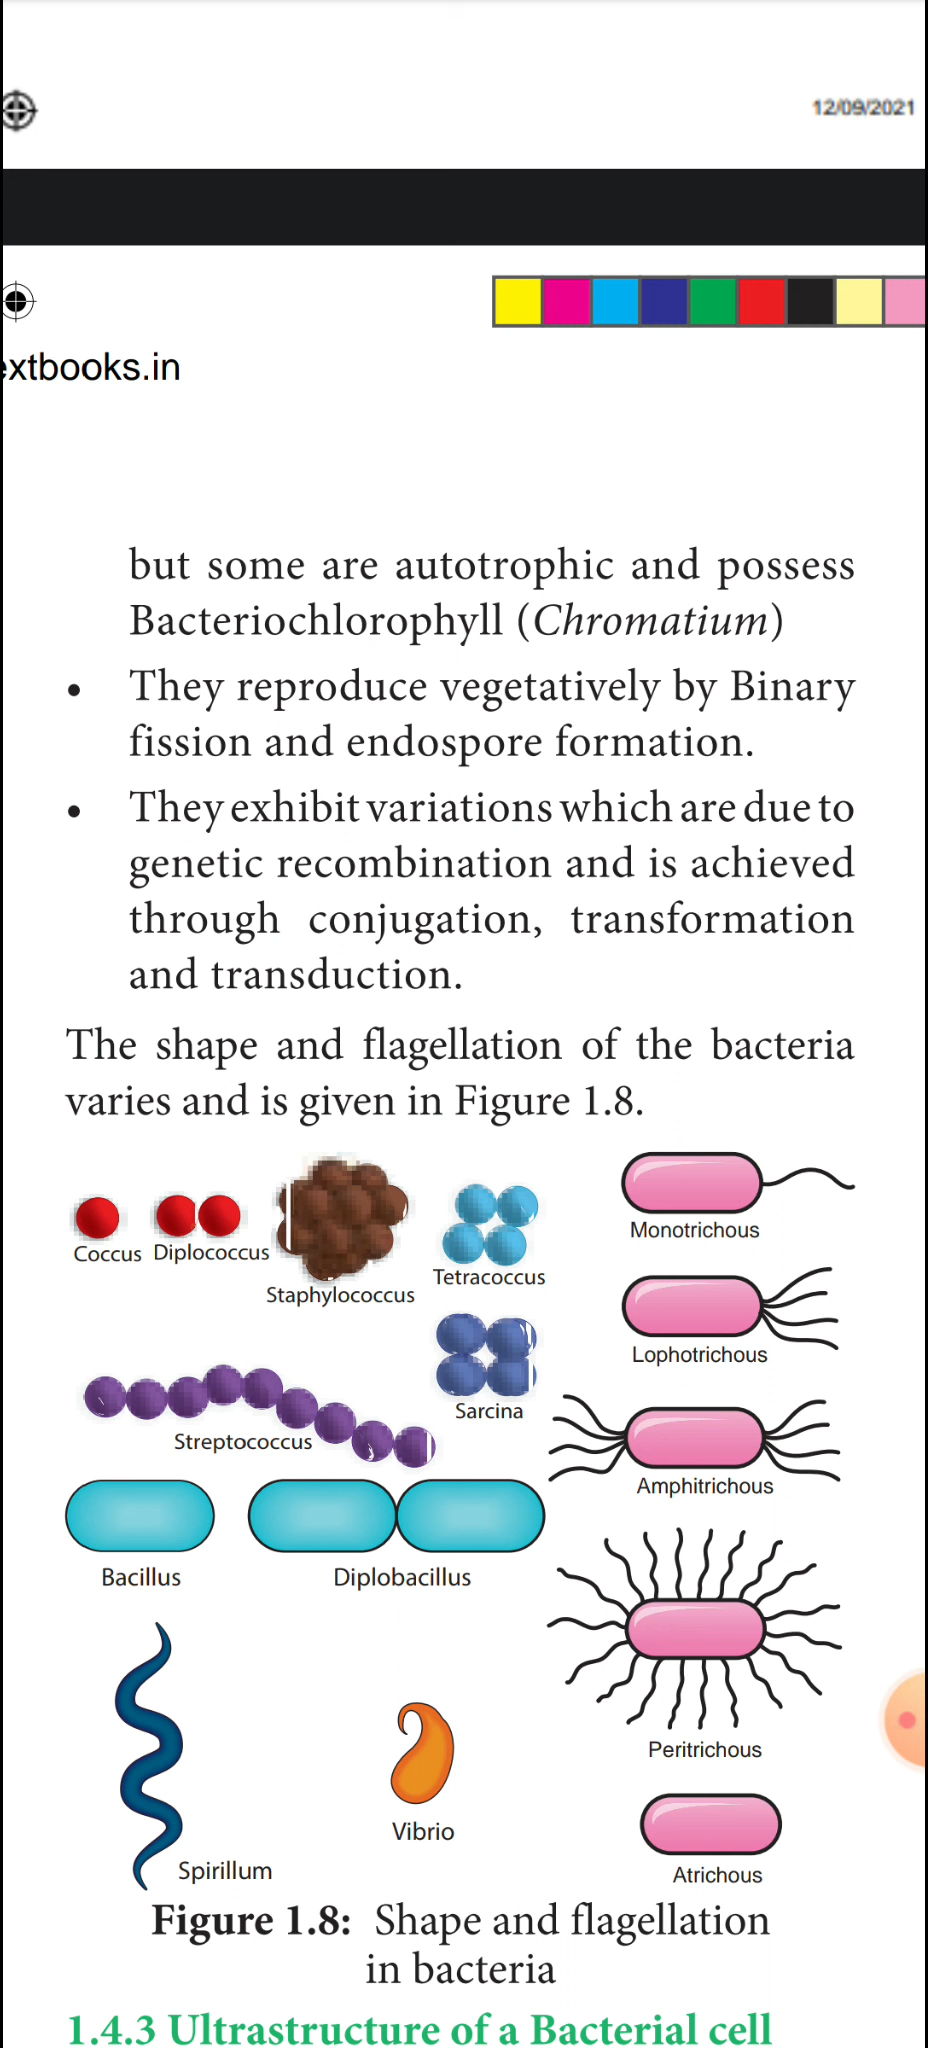 12/09/2021
extbooks.in
but some are autotrophic and possess
Bacteriochlorophyll (Chromatium)
• They reproduce vegetatively by Binary
fission and endospore formation.
• They exhibit variations which are due to
genetic recombination and is achieved
through conjugation, transformation
and transduction.
The shape and flagellation of the bacteria
varies and is given in Figure 1.8.
Coccus
Diplococcus
Staphylococcus
Tetracoccus
Sarcina
Streptococcus
Bacillus
Diplobacillus
Spirillum
Vibrio
Monotrichous
Lophotrichous
Amphitrichous
Peritrichous
Atrichous
Figure 1.8: Shape and flagellation
in bacteria
1.4.3 Ultrastructure of a Bacterial cell